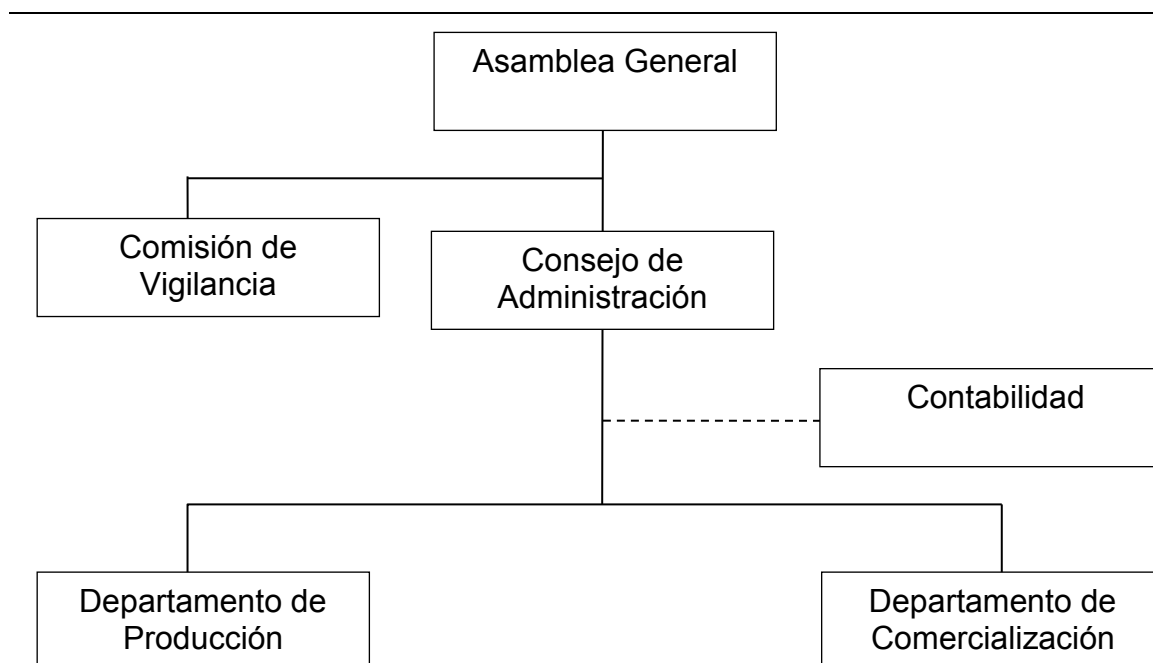 Asamblea General
Comisión de
Vigilancia
Consejo de
Administración
Contabilidad
Departamento de
Producción
Departamento de
Comercialización